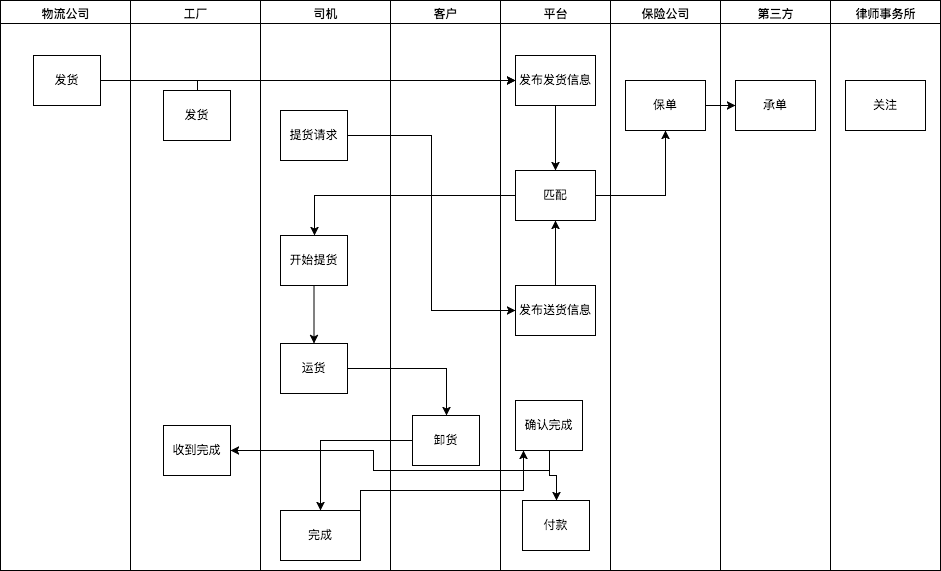 物流公司
工厂
司机
客户
平台
保险公司
第三方
律师事务所
发货
发布发货信息
发货
保单
承单
关注
提货请求
匹配
开始提货
发布送货信息
运货
卸货
确认完成
收到完成
完成
付款